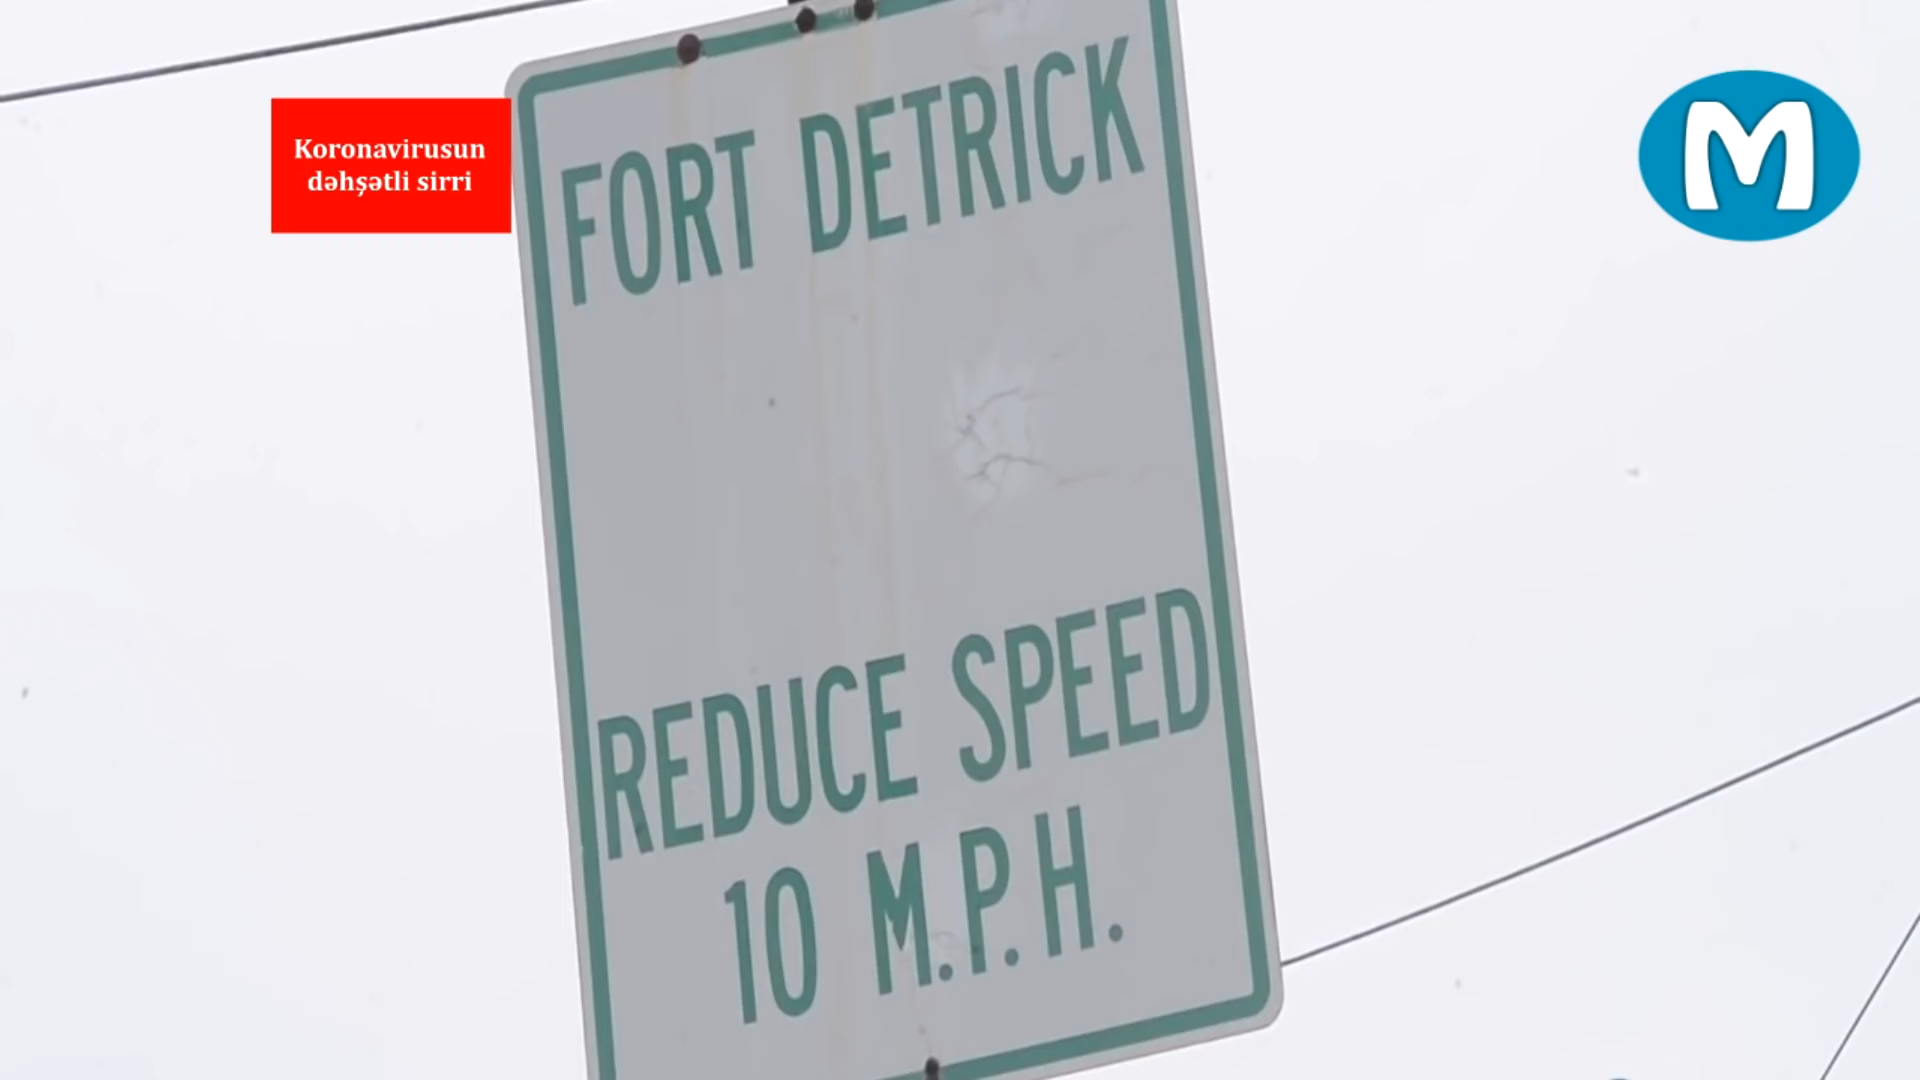 Koronavirusun
dəhşətli sirri
M
FORT DETRICK
REDUCE SPEED
10 M.P.H.